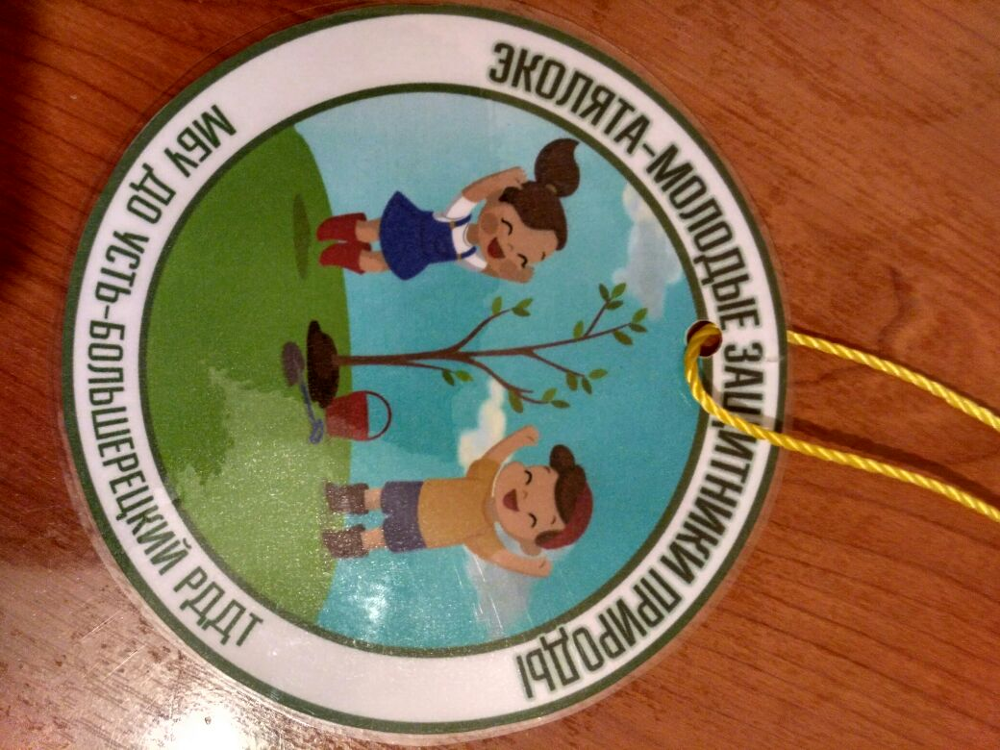 ЭКОЛЯТА-МОЛОДЫЕ ЗАЩИТНИКИ ПРИРОДЫ
МБУ ДО УСТЬ-БОЛЬШЕРЕЦКИЙ РДДТ